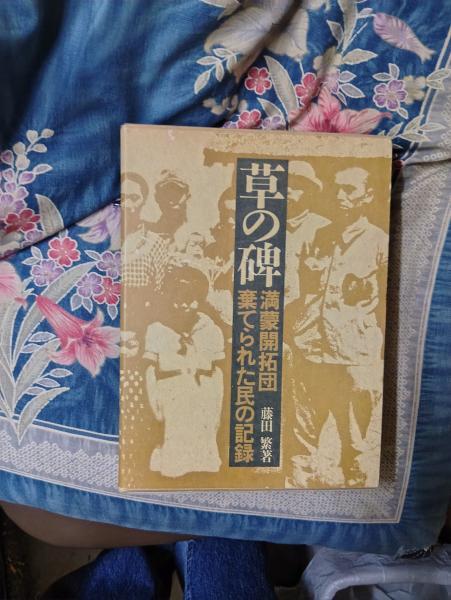 草の碑
満蒙開拓団
棄てられた民の記録
藤田 繁著